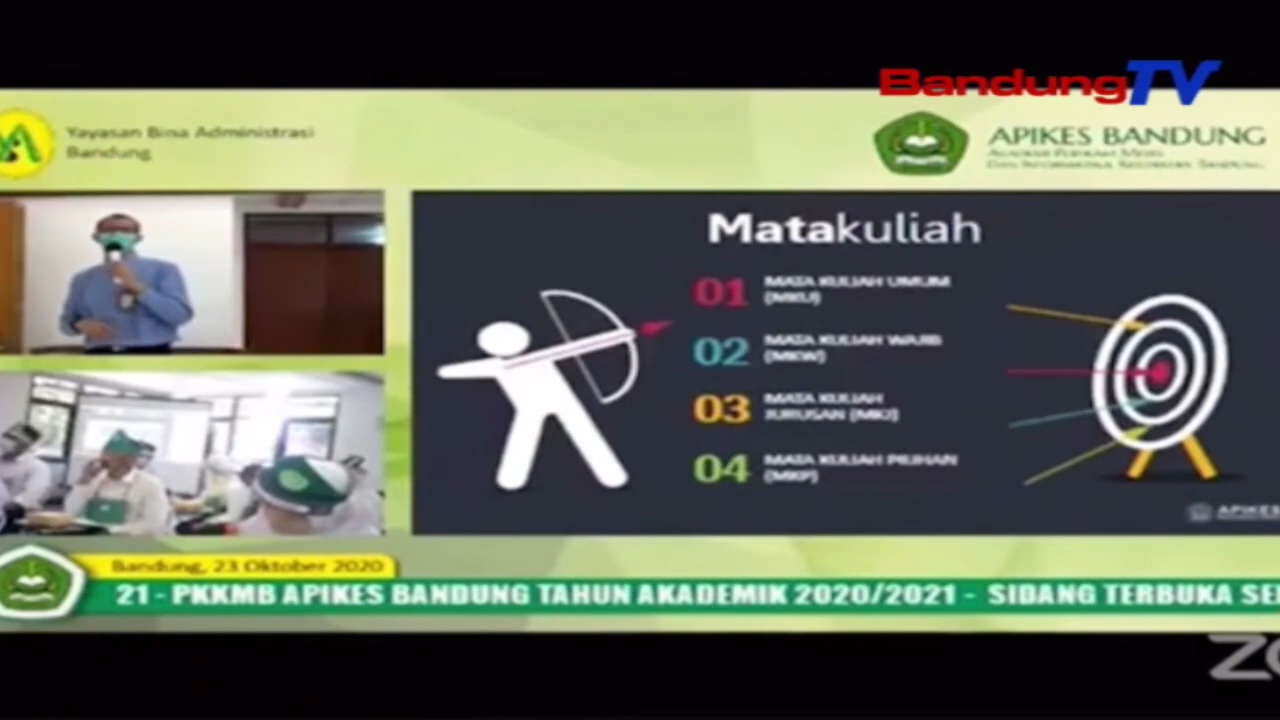 BandungTV
Yayasan Bina Administrasi
Bandung
APIKES BANDUNG
Matakuliah
01 MATA KULIAH UMUM
(MKU)
02 MATA KULIAH WAJIB
(MKW)
03 MATA KULIAH
JURUSAN (MKJ)
04 MATA KULIAH PILIHAN
(MKP)
APIKES
Bandung, 23 Oktober 2020
21 - PKKMB APIKES BANDUNG TAHUN AKADEMIK 2020/2021 - SIDANG TERBUKA SE